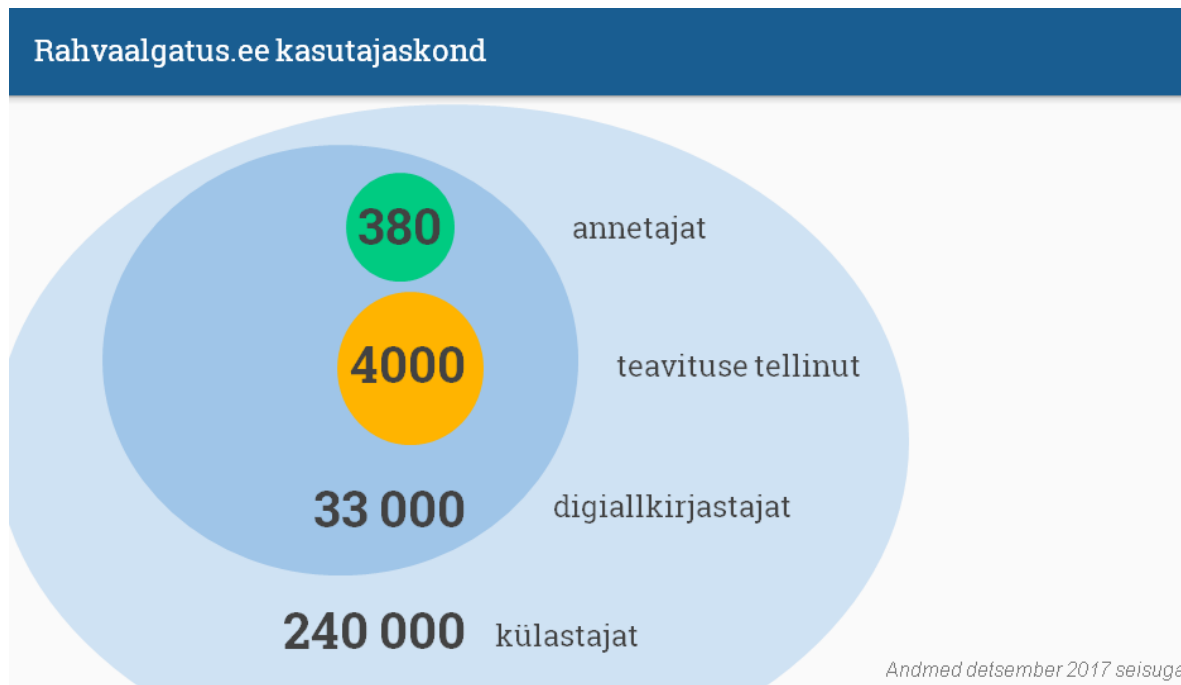 Rahvaalgatus.ee kasutajaskond
380 annetajat
4000 teavituse tellinut
33 000 digiallkirjastajat
240 000 külastajat
Andmed detsember 2017 seisuga